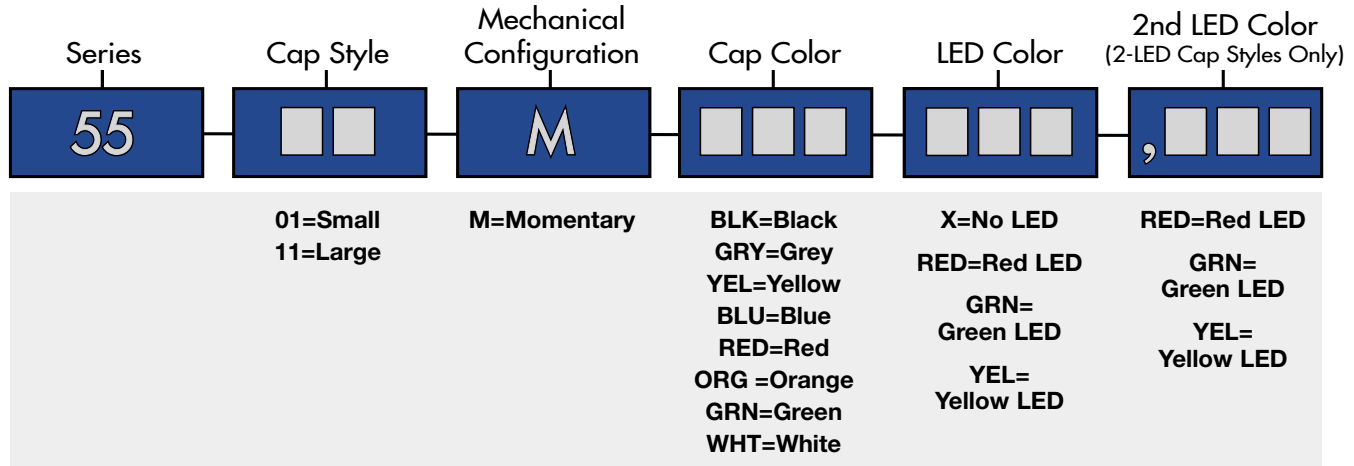 Series
Cap Style
Mechanical
Configuration
Cap Color
LED Color
2nd LED Color
(2-LED Cap Styles Only)
55
M
,
01=Small
11=Large
M=Momentary
BLK=Black
GRY=Grey
YEL=Yellow
BLU=Blue
RED=Red
ORG =Orange
GRN=Green
WHT=White
X=No LED
RED=Red LED
GRN=
Green LED
YEL=
Yellow LED
RED=Red LED
GRN=
Green LED
YEL=
Yellow LED